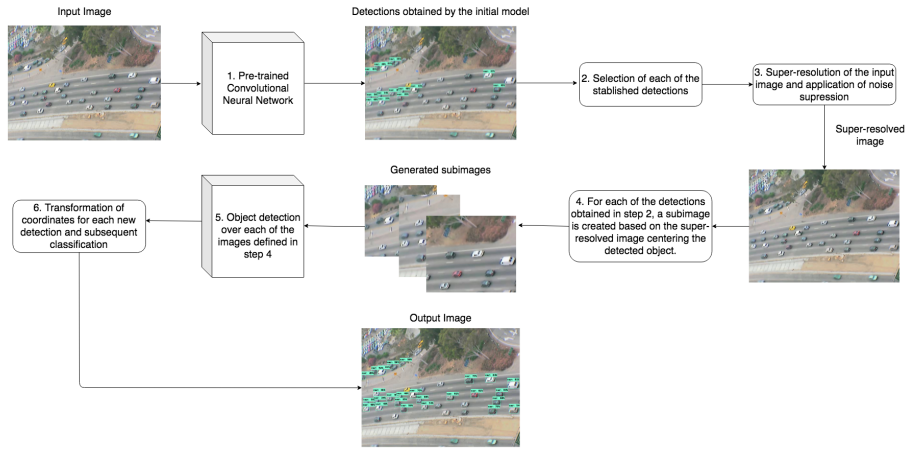 Input Image
Detections obtained by the initial model
1. Pre-trained
Convolutional
Neural Network
2. Selection of each of the
stablished detections
3. Super-resolution of the input
image and application of noise
supression
Super-resolved
image
Generated subimages
6. Transformation of
coordinates for each new
detection and subsequent
classification
5. Object detection
over each of the
images defined in
step 4
4. For each of the detections
obtained in step 2, a subimage
is created based on the super-
resolved image centering the
detected object.
Output Image